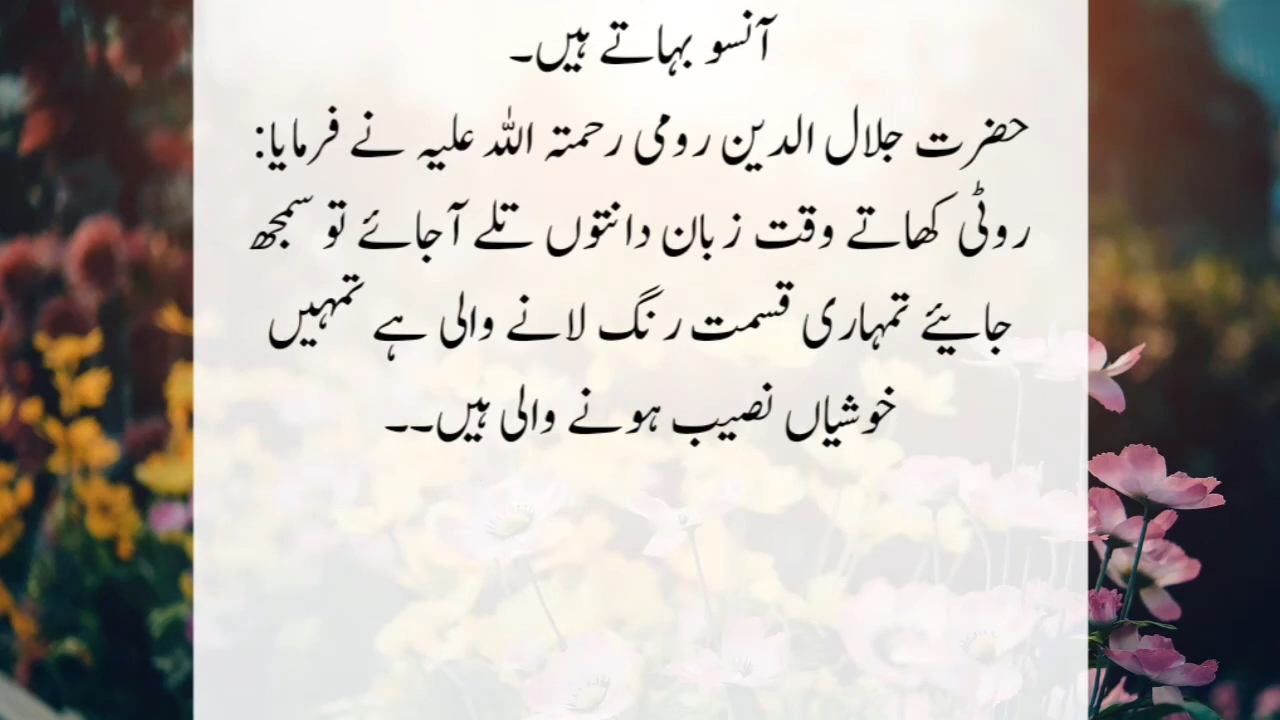 آنسو بہاتے ہیں۔
حضرت جلال الدین رومی رحمتہ اللہ علیہ نے فرمایا:
روٹی کھاتے وقت زبان دانتوں تلے آجائے تو سمجھ
جایئے تمہاری قسمت رنگ لانے والی ہے تمہیں
خوشیاں نصیب ہونے والی ہیں۔۔